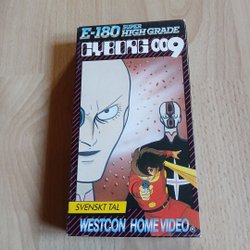 E-180 SUPER
HIGH GRADE
CYBORG 009
SVENSKT TAL
WESTCON HOME VIDEO